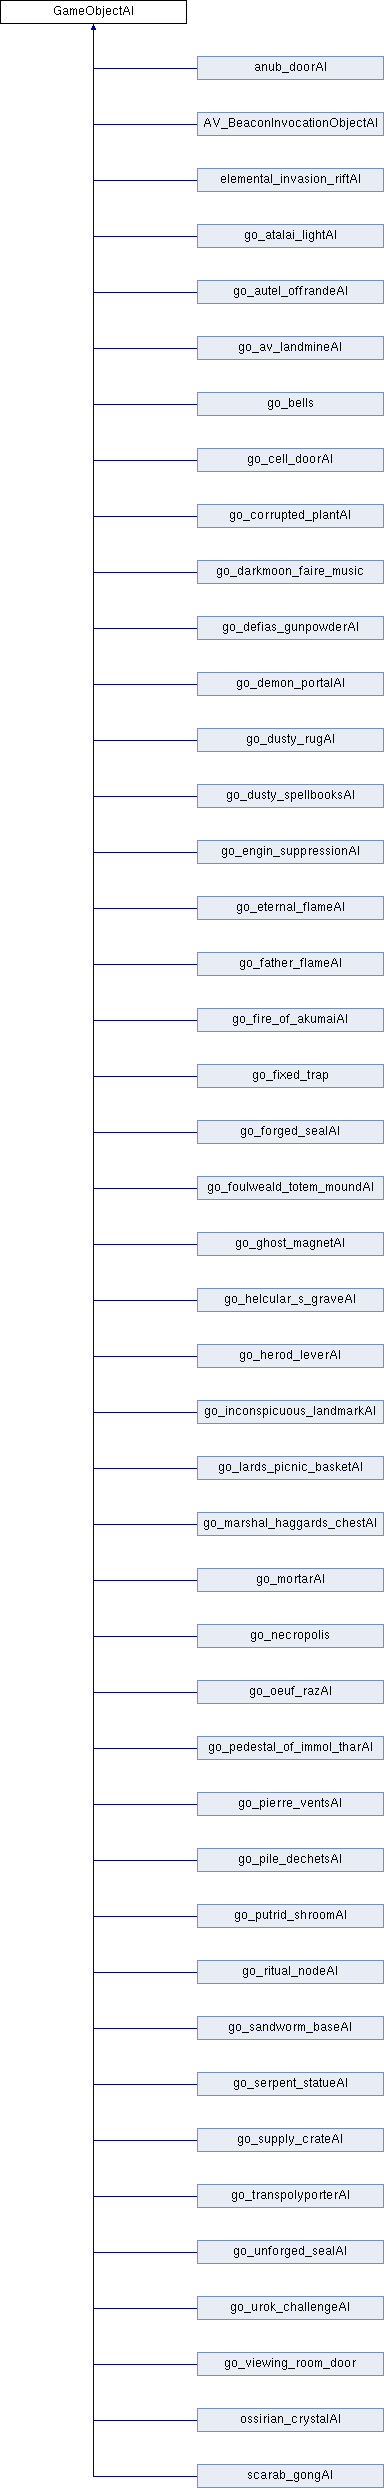 GameObjectAI
anub_doorAI
AV_BeaconInvocationObjectAI
elemental_invasion_riftAI
go_atalai_lightAI
go_autel_offrandeAI
go_av_landmineAI
go_bells
go_cell_doorAI
go_corrupted_plantAI
go_darkmoon_faire_music
go_defias_gunpowderAI
go_demon_portalAI
go_dusty_rugAI
go_dusty_spellbooksAI
go_engin_suppressionAI
go_eternal_flameAI
go_father_flameAI
go_fire_of_akumaiAI
go_fixed_trap
go_forged_sealAI
go_foulweald_totem_moundAI
go_ghost_magnetAI
go_helcular_s_graveAI
go_herod_leverAI
go_inconspicuous_landmarkAI
go_lards_picnic_basketAI
go_marshal_haggards_chestAI
go_mortarAI
go_necropolis
go_oeuf_razAI
go_pedestal_of_immol_tharAI
go_pierre_ventsAI
go_pile_dechetsAI
go_putrid_shroomAI
go_ritual_nodeAI
go_sandworm_baseAI
go_serpent_statueAI
go_supply_crateAI
go_transpolyporterAI
go_unforged_sealAI
go_urok_challengeAI
go_viewing_room_door
ossirian_crystalAI
scarab_gongAI